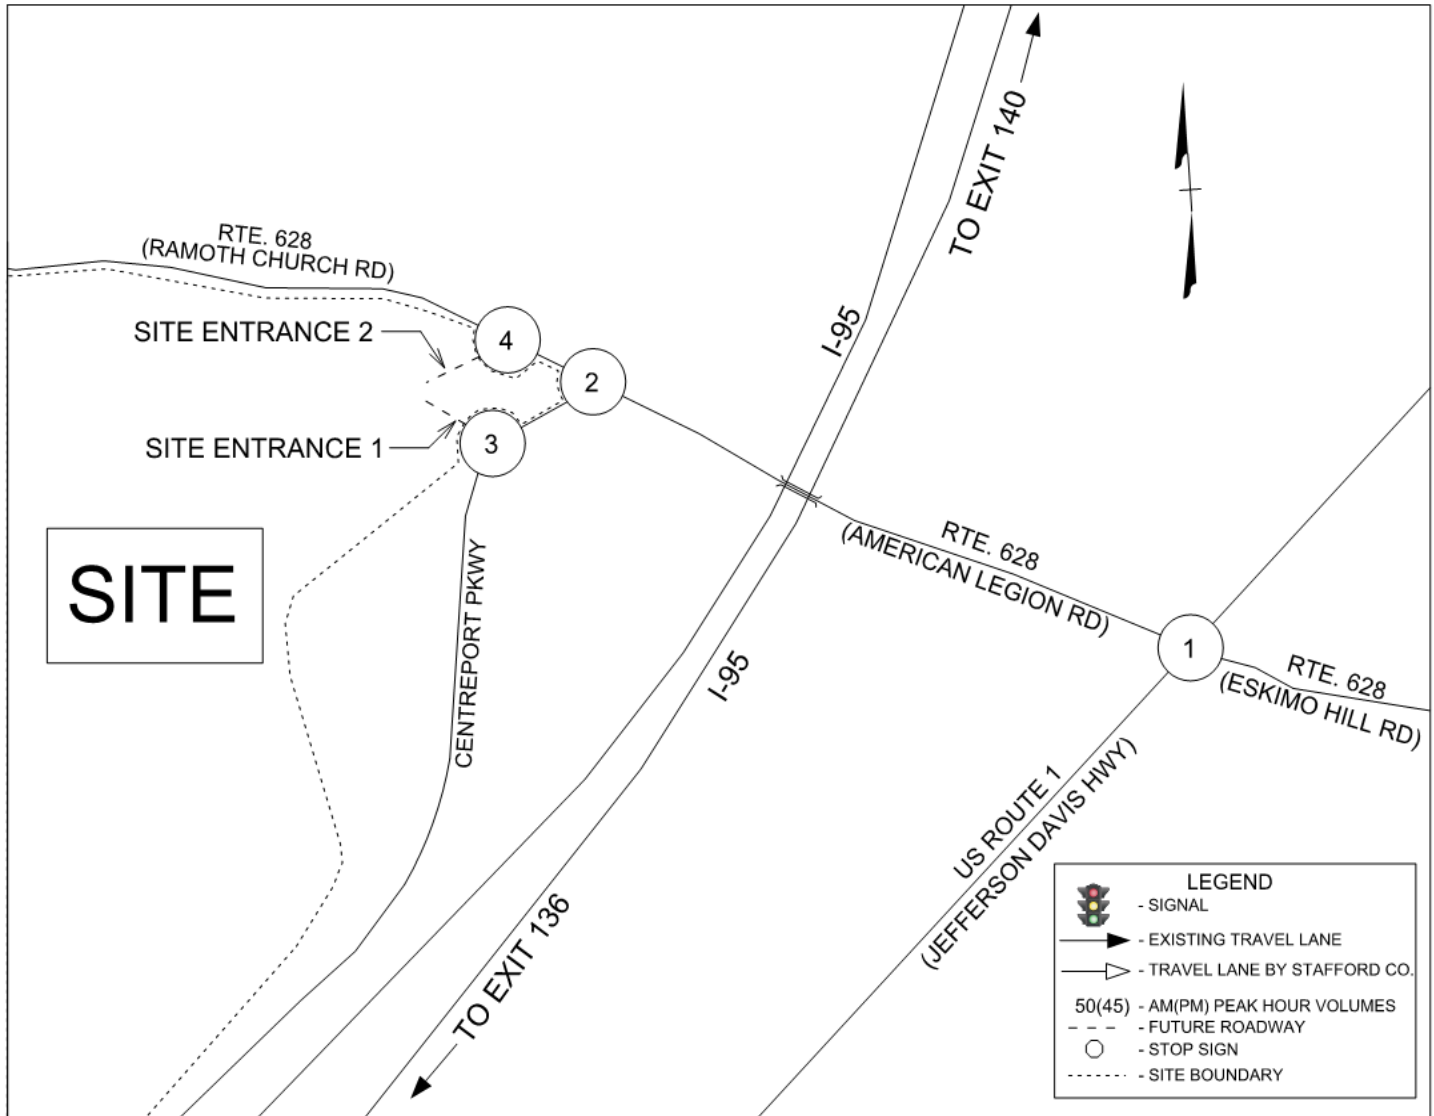 TO EXIT 140
RTE. 628
(RAMOTH CHURCH RD)
SITE ENTRANCE 2
4
2
I-95
SITE ENTRANCE 1
3
SITE
CENTREPORT PKWY
RTE. 628
(AMERICAN LEGION RD)
1
RTE. 628
(ESKIMO HILL RD)
I-95
US ROUTE 1
(JEFFERSON DAVIS HWY)
TO EXIT 136
LEGEND
- SIGNAL
- EXISTING TRAVEL LANE
- TRAVEL LANE BY STAFFORD CO.
50(45) - AM(PM) PEAK HOUR VOLUMES
- FUTURE ROADWAY
- STOP SIGN
- SITE BOUNDARY